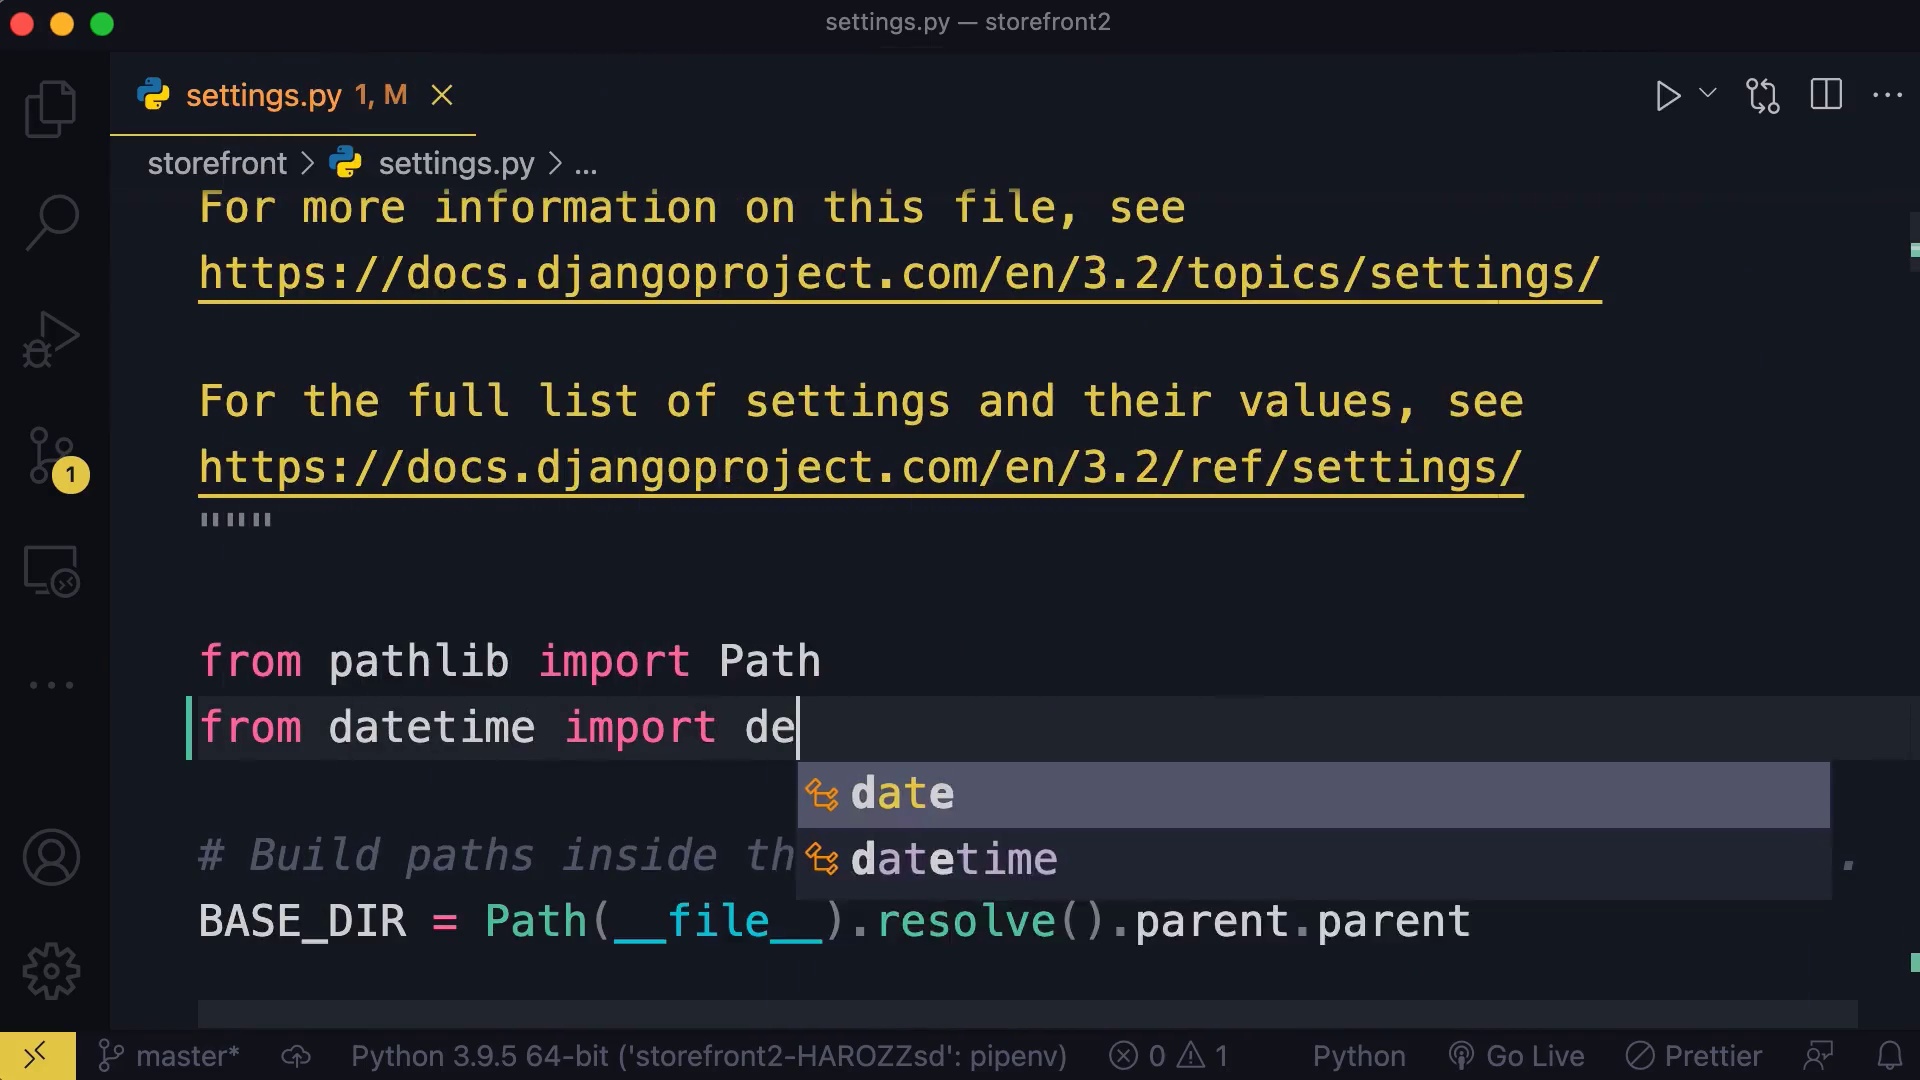 settings.py — storefront2
settings.py 1, M
storefront > settings.py > ...
For more information on this file, see
https://docs.djangoproject.com/en/3.2/topics/settings/
For the full list of settings and their values, see
https://docs.djangoproject.com/en/3.2/ref/settings/
"""
1
from pathlib import Path
from datetime import de
date
datetime
# Build paths inside th .
BASE_DIR = Path(__file__).resolve().parent.parent
master* Python 3.9.5 64-bit ('storefront2-HAROZZsd': pipenv) 0 1 Python Go Live Prettier